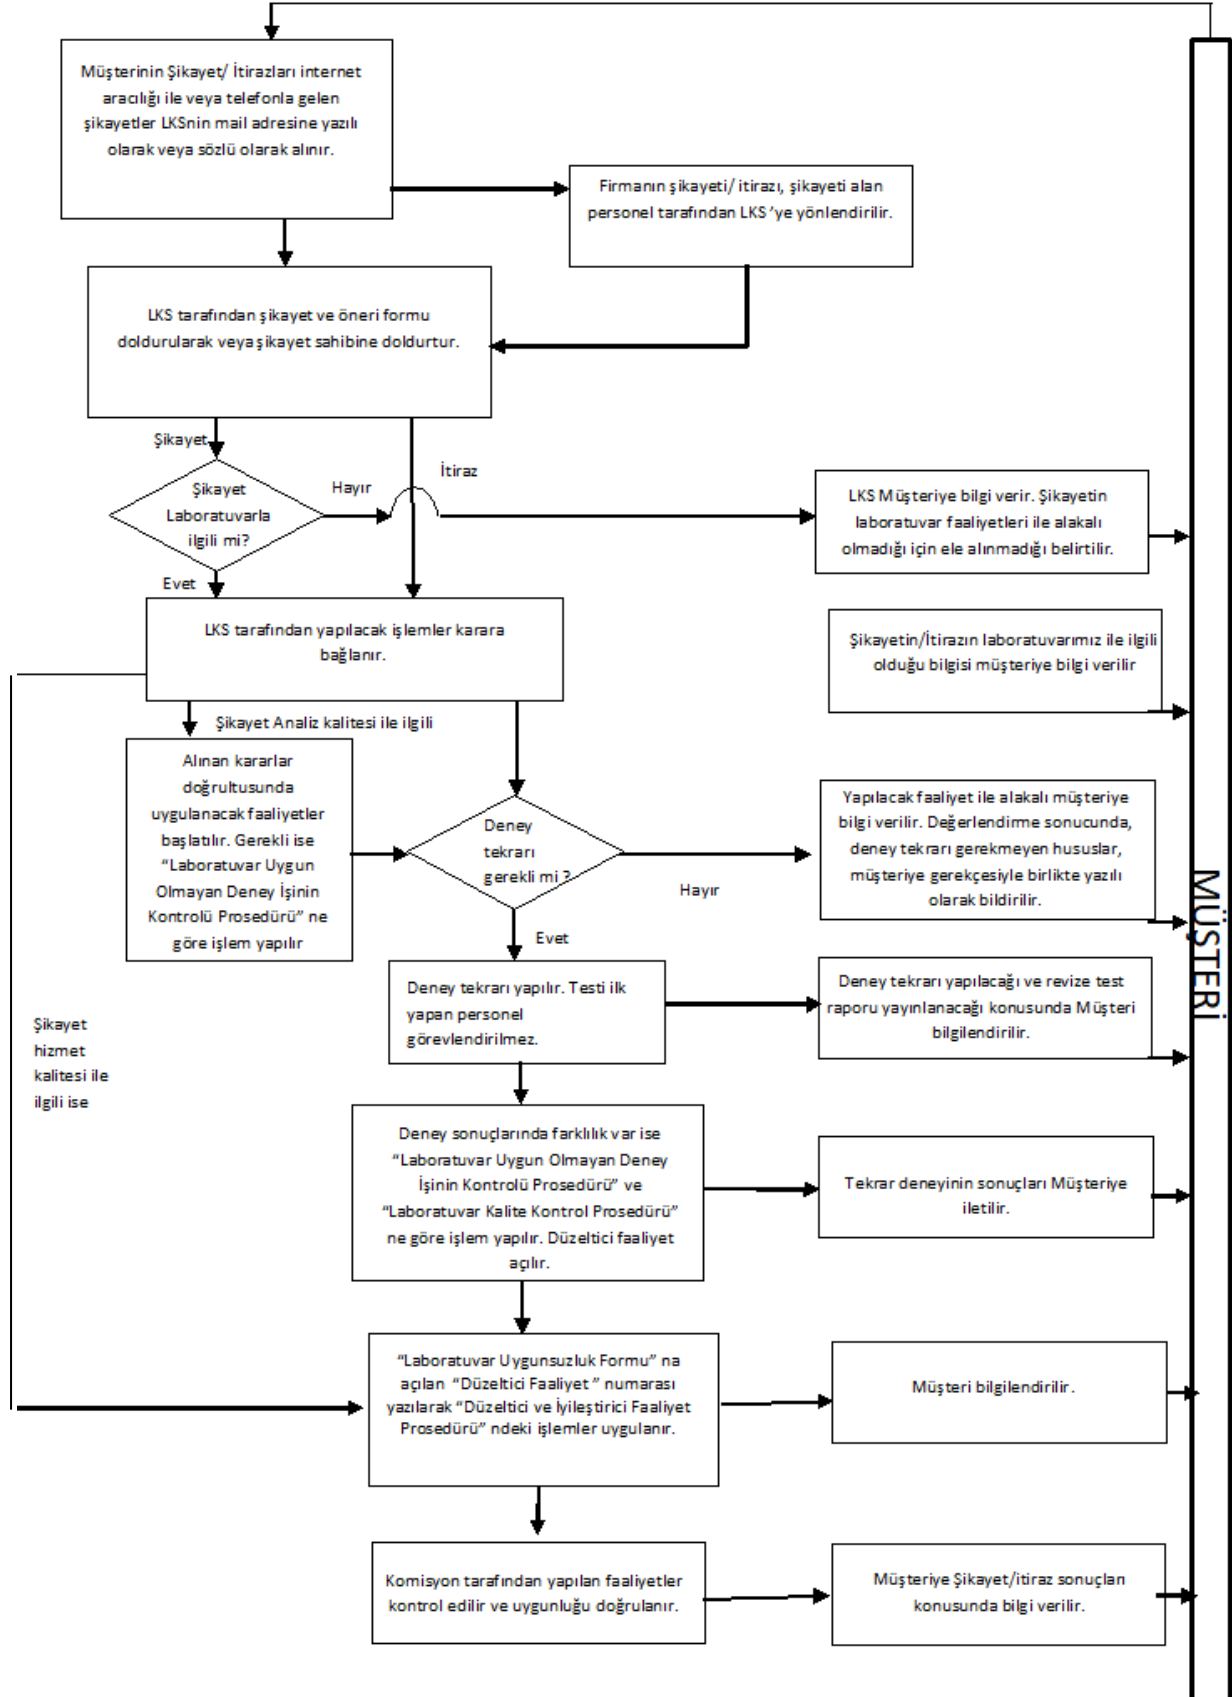 Müşterinin Şikayet/ İtirazları internet
aracılığı ile veya telefonla gelen
şikayetler LKSnin mail adresine yazılı
olarak veya sözlü olarak alınır.
Firmanın şikayeti/ itirazı, şikayeti alan
personel tarafından LKS’ye yönlendirilir.
LKS tarafından şikayet ve öneri formu
doldurularak veya şikayet sahibine doldurtur.
Şikayet
İtiraz
Şikayet
Laboratuvarla
ilgili mi?
Hayır
LKS Müşteriye bilgi verir. Şikayetin
laboratuvar faaliyetleri ile alakalı
olmadığı için ele alınmadığı belirtilir.
Evet
LKS tarafından yapılacak işlemler karara
bağlanır.
Şikayetin/İtirazın laboratuvarımız ile ilgili
olduğu bilgisi müşteriye bilgi verilir
Şikayet Analiz kalitesi ile ilgili
Alınan kararlar
doğrultusunda
uygulanacak faaliyetler
başlatılır. Gerekli ise
“Laboratuvar Uygun
Olmayan Deney İşinin
Kontrolü Prosedürü” ne
göre işlem yapılır
Deney
tekrarı
gerekli mi ?
Hayır
Yapılacak faaliyet ile alakalı müşteriye
bilgi verilir. Değerlendirme sonucunda,
deney tekrarı gerekmeyen hususlar,
müşteriye gerekçesiyle birlikte yazılı
olarak bildirilir.
MÜŞTERİ
Evet
Deney tekrarı yapılır. Testi ilk
yapan personel
görevlendirilmez.
Deney tekrarı yapılacağı ve revize test
raporu yayınlanacağı konusunda Müşteri
bilgilendirilir.
Şikayet
hizmet
kalitesi ile
ilgili ise
Deney sonuçlarında farklılık var ise
“Laboratuvar Uygun Olmayan Deney
İşinin Kontrolü Prosedürü” ve
“Laboratuvar Kalite Kontrol Prosedürü”
ne göre işlem yapılır. Düzeltici faaliyet
açılır.
Tekrar deneyinin sonuçları Müşteriye
iletilir.
“Laboratuvar Uygunsuzluk Formu” na
açılan “Düzeltici Faaliyet ” numarası
yazılarak “Düzeltici ve İyileştirici Faaliyet
Prosedürü” ndeki işlemler uygulanır.
Müşteri bilgilendirilir.
Komisyon tarafından yapılan faaliyetler
kontrol edilir ve uygunluğu doğrulanır.
Müşteriye Şikayet/itiraz sonuçları
konusunda bilgi verilir.